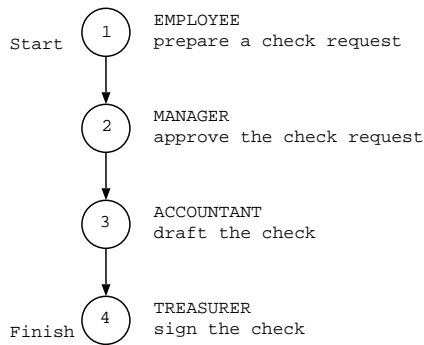 EMPLOYEE
Start 1 prepare a check request
MANAGER
2 approve the check request
ACCOUNTANT
3 draft the check
TREASURER
Finish 4 sign the check